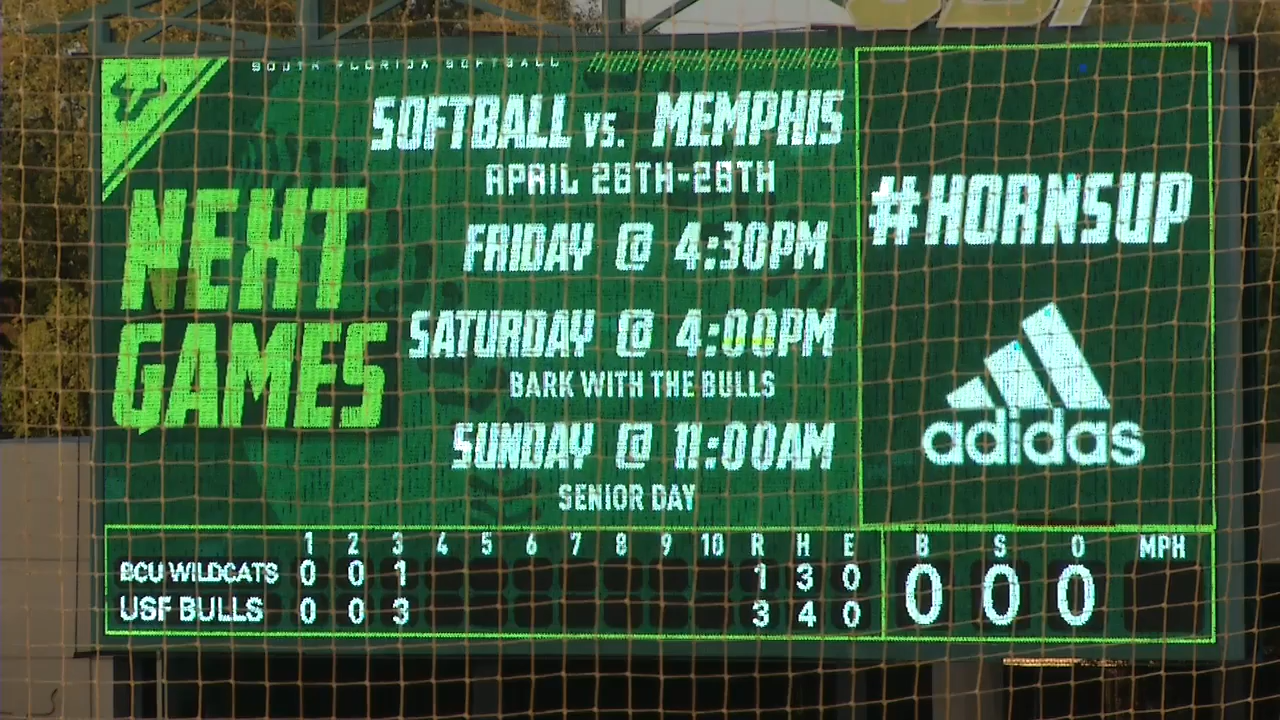 SOUTH FLORIDA SOFTBALL
SOFTBALL VS. MEMPHIS
APRIL 26TH-28TH
NEXT
GAMES
FRIDAY @ 4:30PM
SATURDAY @ 4:00PM
BARK WITH THE BULLS
SUNDAY @ 11:00AM
SENIOR DAY
#HORNSUP
adidas
1 2 3 4 5 6 7 8 9 10 R H E B S O MPH
BCU WILDCATS 0 0 1 1 3 0 0 0 0
USF BULLS 0 0 3 3 4 0